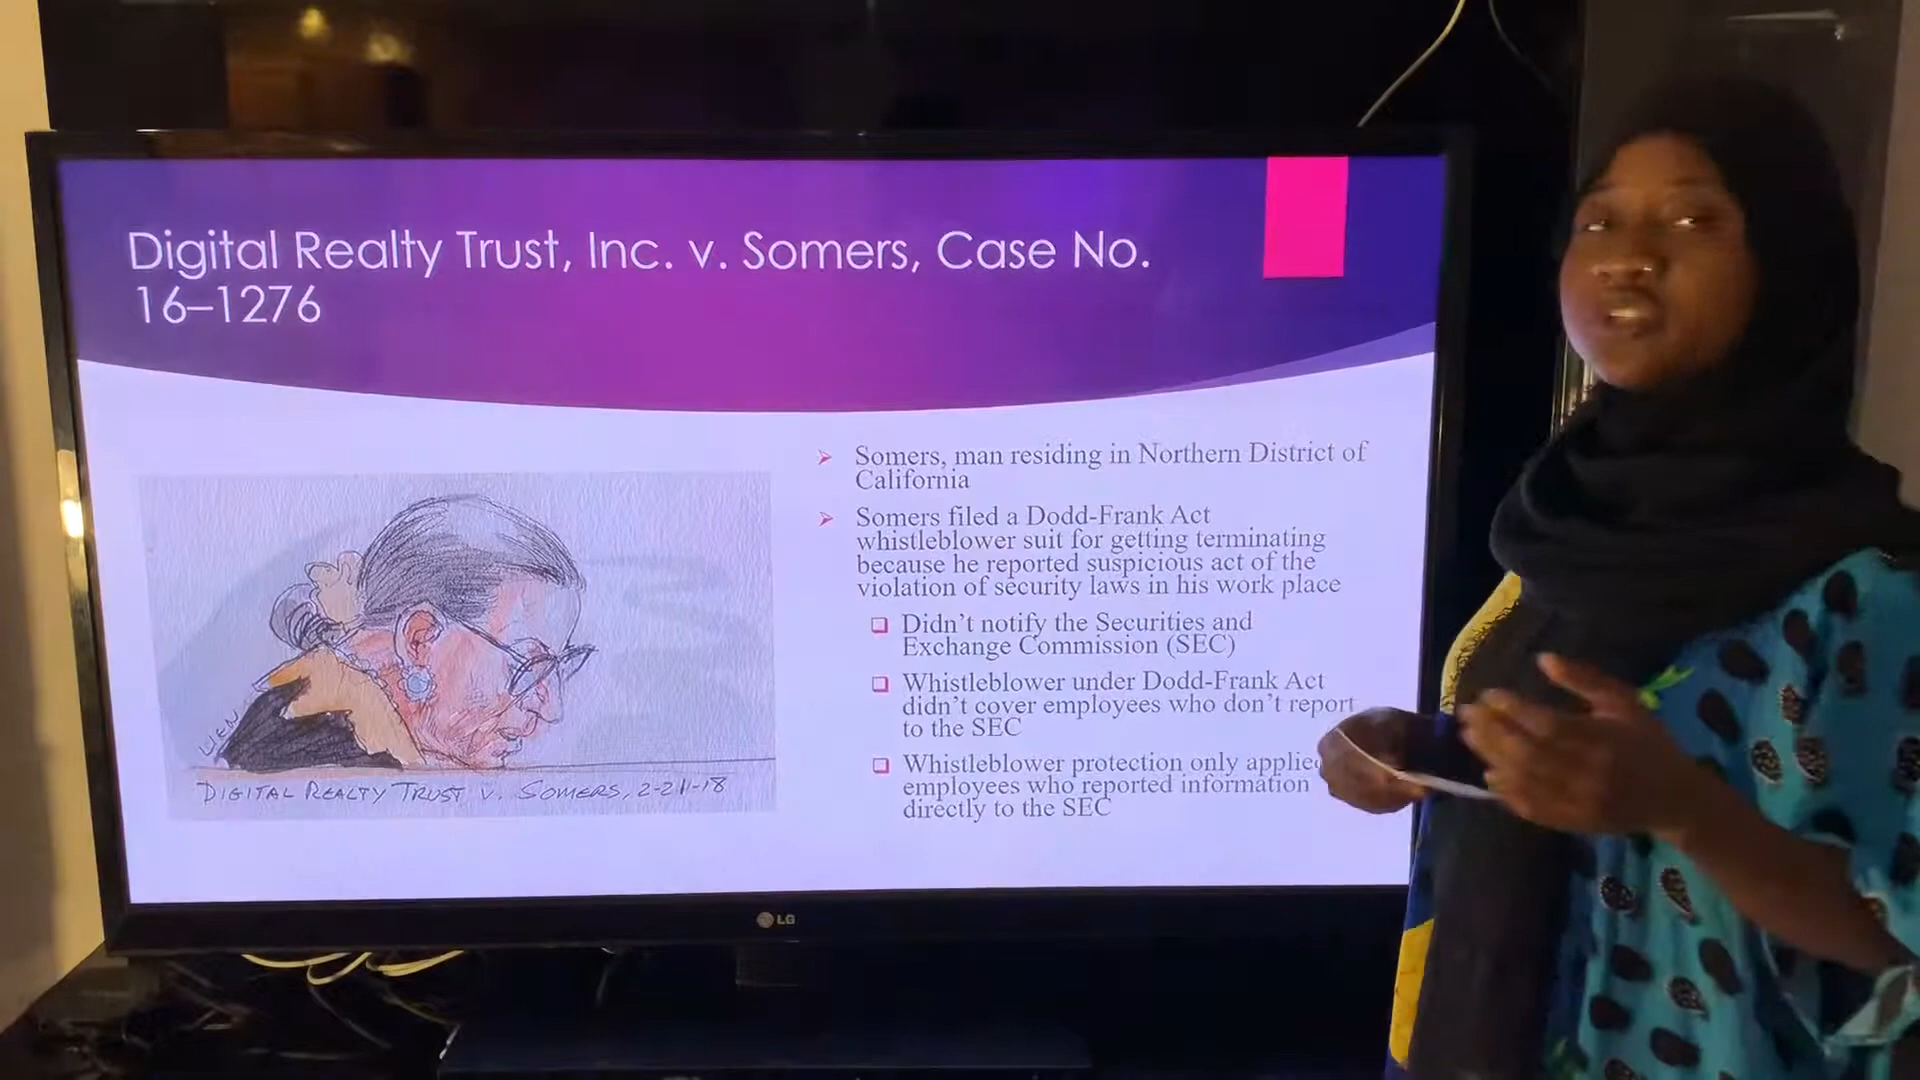 Digital Realty Trust, Inc. v. Somers, Case No.
16–1276
Somers, man residing in Northern District of
California
Somers filed a Dodd-Frank Act
whistleblower suit for getting terminating
because he reported suspicious act of the
violation of security laws in his work place
Didn't notify the Securities and
Exchange Commission (SEC)
Whistleblower under Dodd-Frank Act
didn't cover employees who don't report
to the SEC
Whistleblower protection only applie
employees who reported information
directly to the SEC
LIEN
DIGITAL REALTY TRUST V. SOMERS, 2-21-18
LG